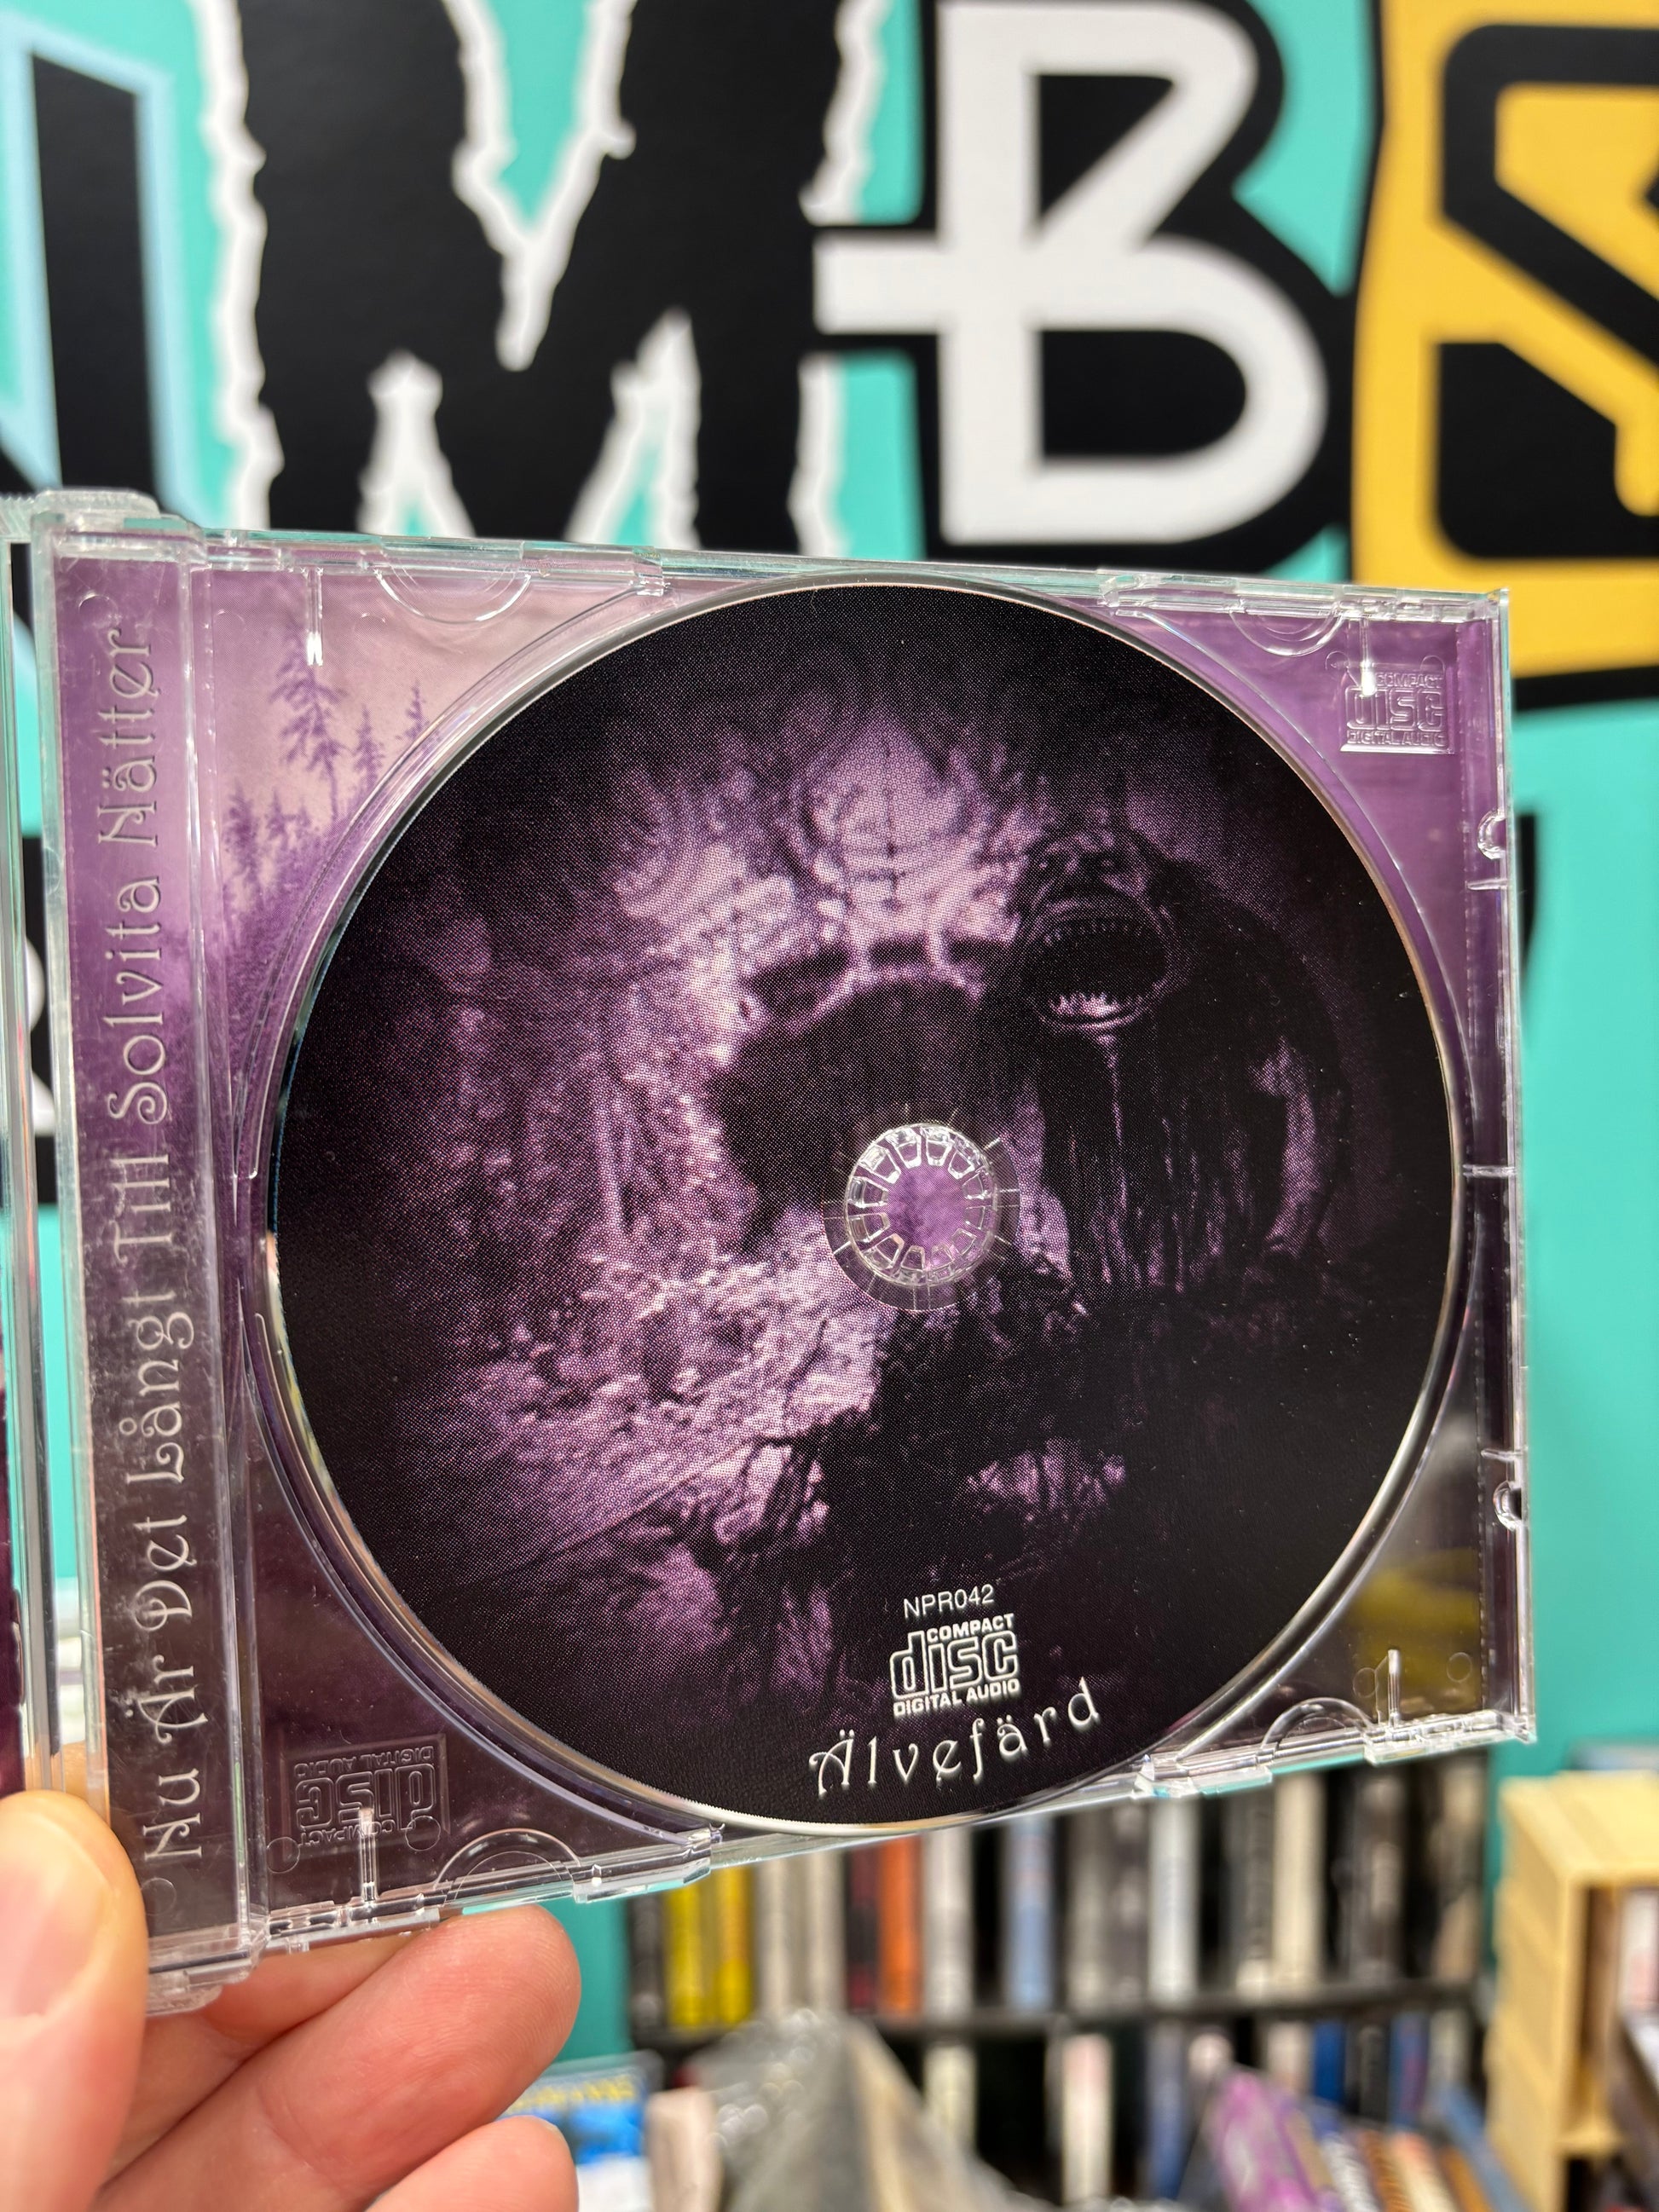 MBS
Nu Är Det Långt Till Solvita Nätter
COMPACT
disc
DIGITAL AUDIO
NPR042
COMPACT
disc
DIGITAL AUDIO
Älvefärd
COMPACT
disc
DIGITAL AUDIO